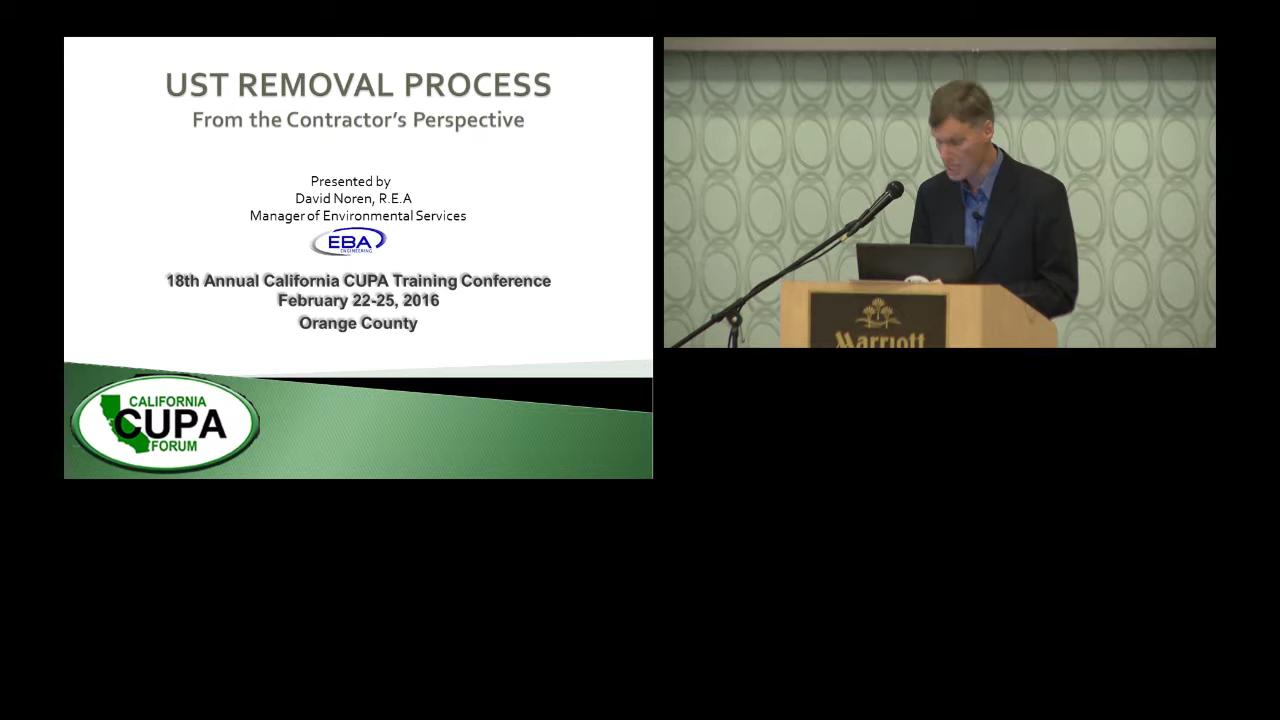 UST REMOVAL PROCESS
From the Contractor's Perspective
Presented by
David Noren, R.E.A
Manager of Environmental Services
EBA
ENGINEERING
18th Annual California CUPA Training Conference
February 22-25, 2016
Orange County
CALIFORNIA
CUPA
FORUM
Marriott